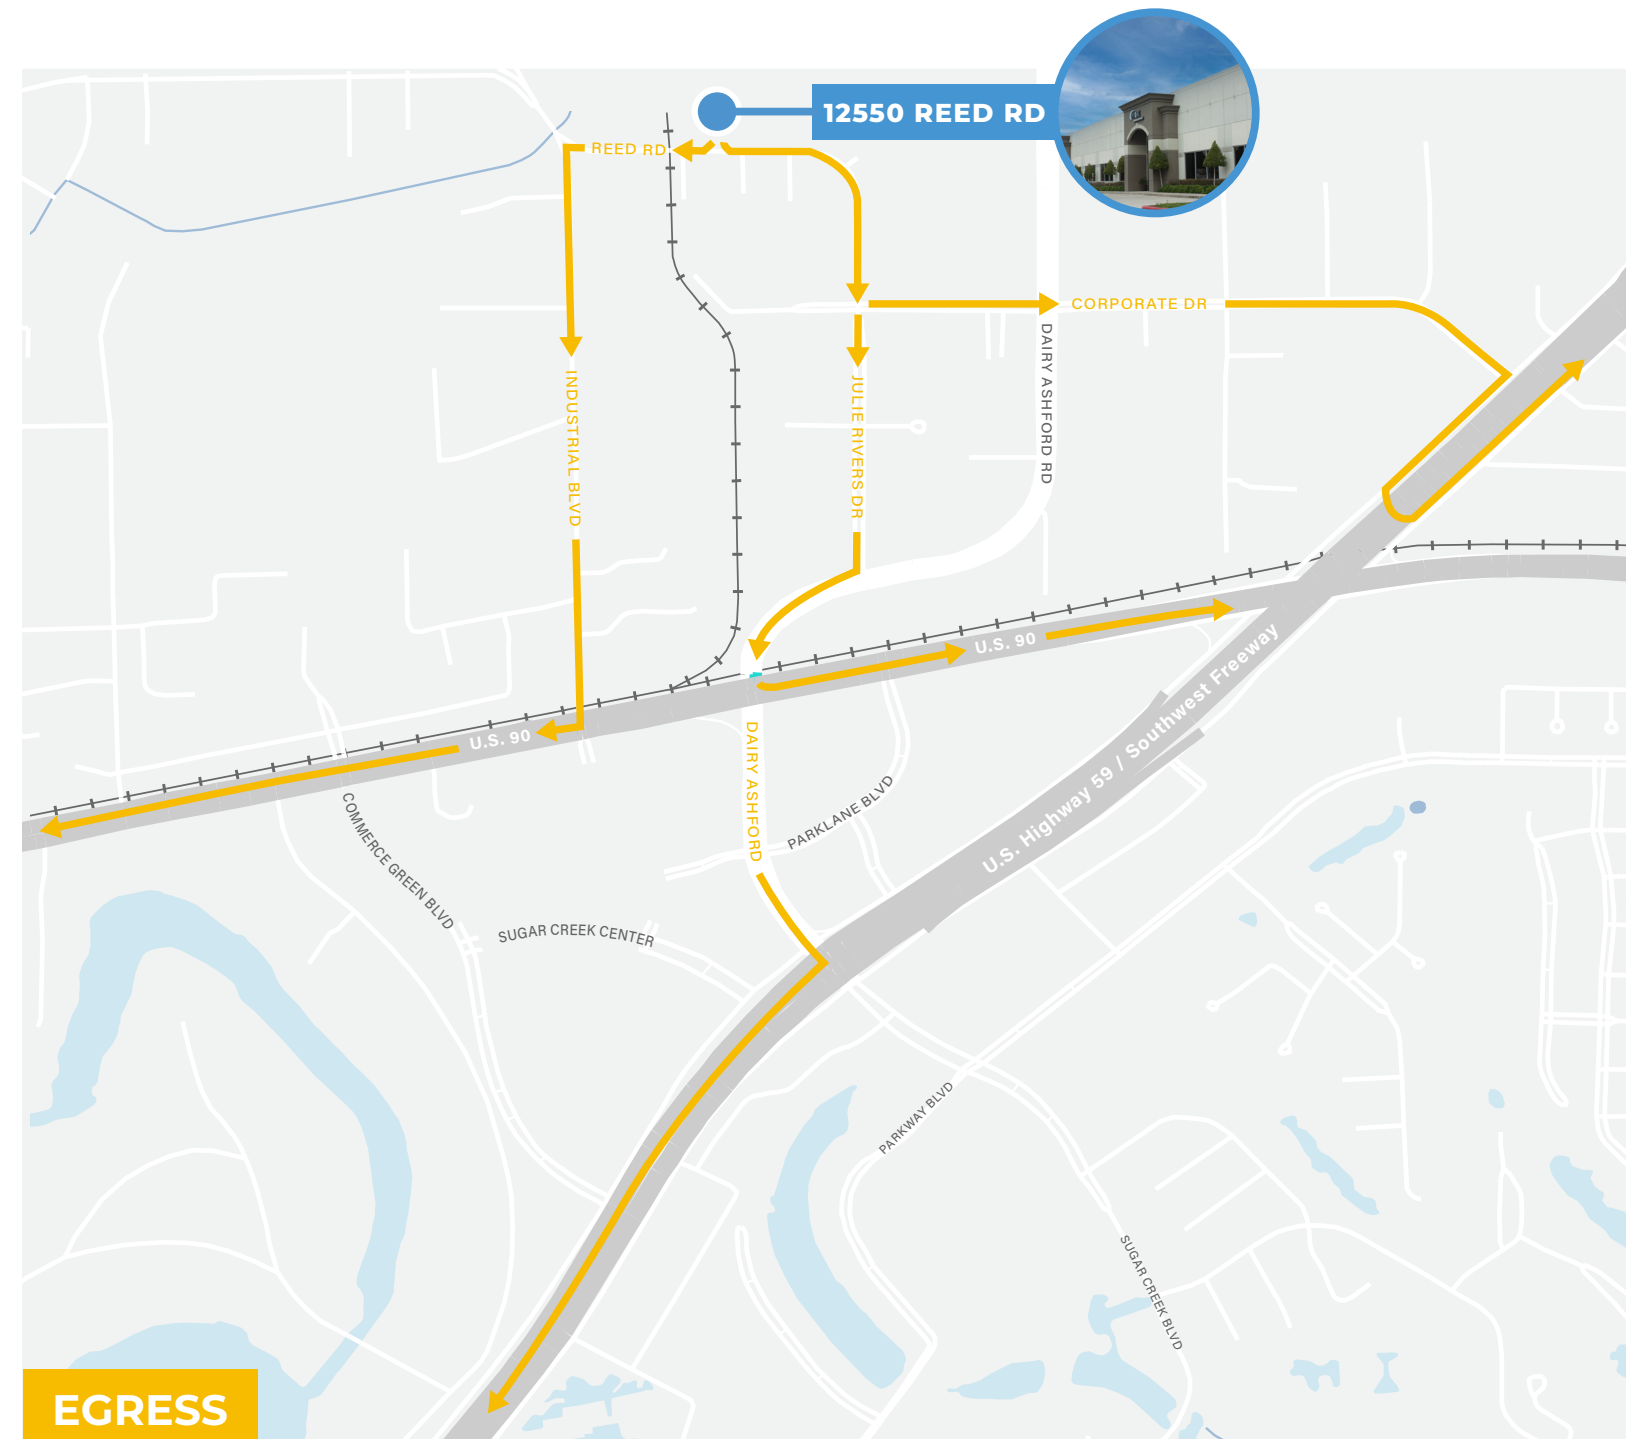 12550 REED RD
REED RD
CORPORATE DR
INDUSTRIAL BLVD
JULIE RIVERS DR
DAIRY ASHFORD RD
U.S. 90
U.S. 90
U.S. Highway 59 / Southwest Freeway
DAIRY ASHFORD
PARKLANE BLVD
COMMERCE GREEN BLVD
SUGAR CREEK CENTER
PARKWAY BLVD
SUGAR CREEK BLVD
EGRESS